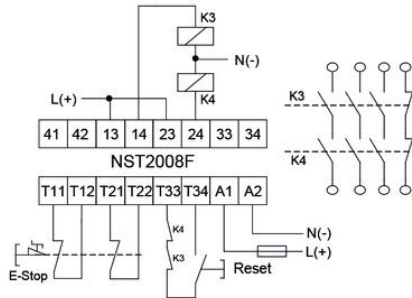 K3
N(-)
K4
L(+)
41 42 13 14 23 24 33 34
NST2008F
T11 T12 T21 T22 T33 T34 A1 A2
K4
K3
E-Stop
Reset
N(-)
L(+)
K3
K4